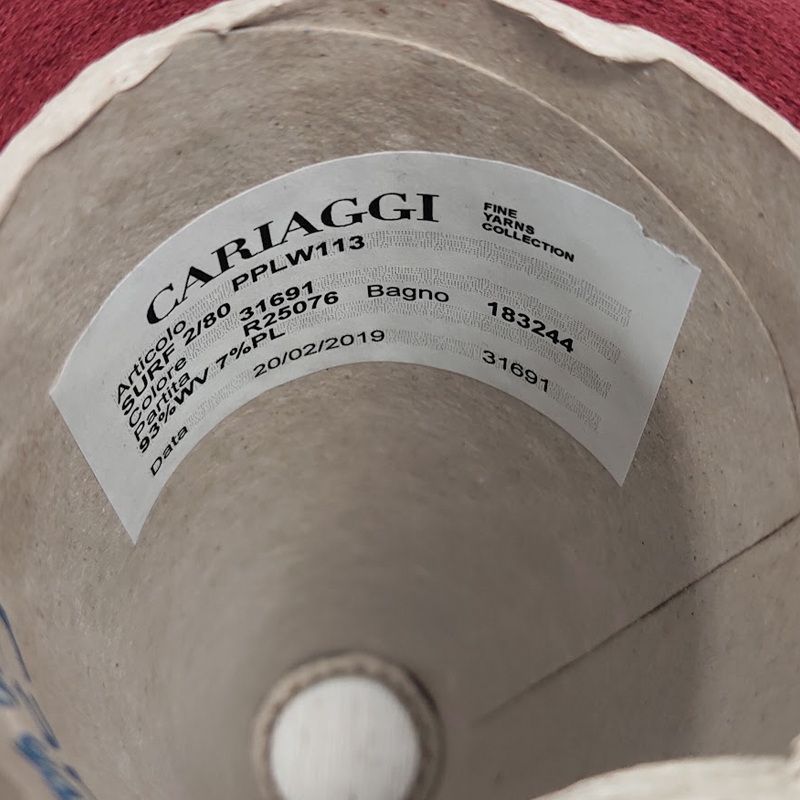 CARIAGGI
FINE
YARNS
COLLECTION
Articolo PPLW113
SURF 2/80
Colore 31691
Partita R25076 Bagno 183244
93%WV 7%PL
Data 20/02/2019 31691